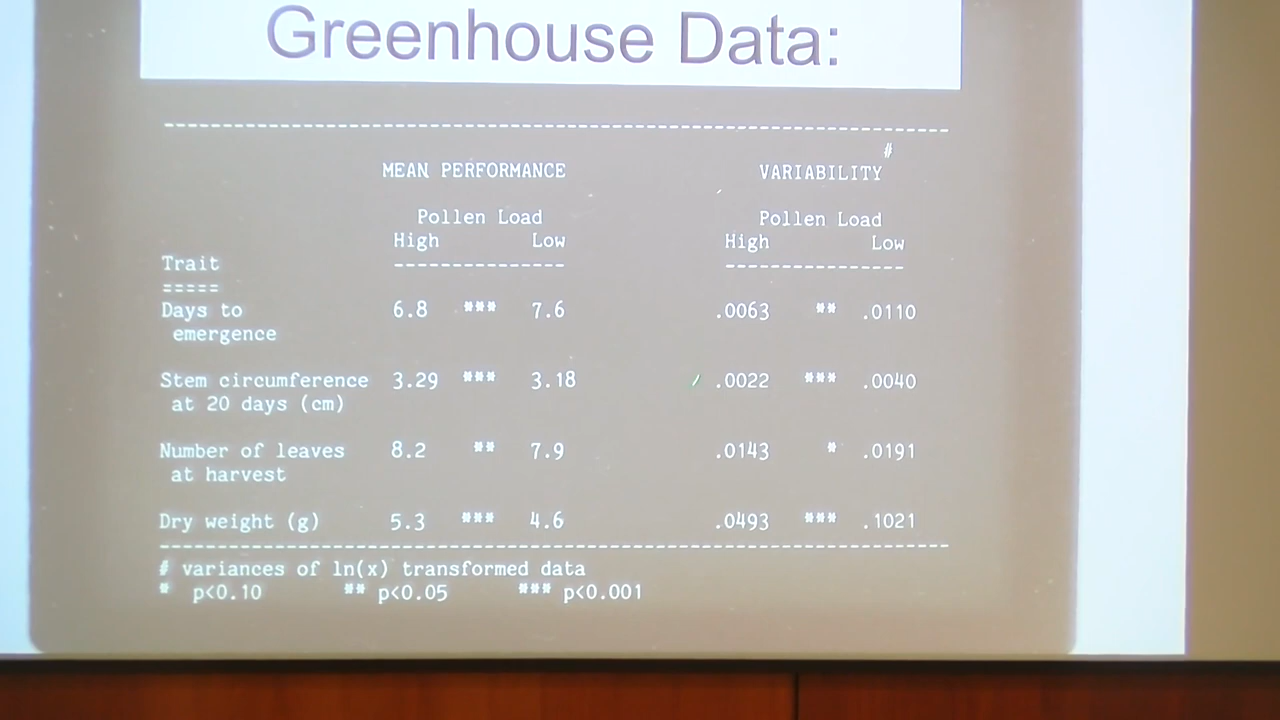 Greenhouse Data:
#
MEAN PERFORMANCE VARIABILITY
Pollen Load Pollen Load
High Low High Low
Trait
=====
Days to 6.8 *** 7.6 .0063 ** .0110
emergence
Stem circumference 3.29 *** 3.18 .0022 *** .0040
at 20 days (cm)
Number of leaves 8.2 ** 7.9 .0143 * .0191
at harvest
Dry weight (g) 5.3 *** 4.6 .0493 *** .1021
# variances of ln(x) transformed data
* p<0.10 ** p<0.05 *** p<0.001